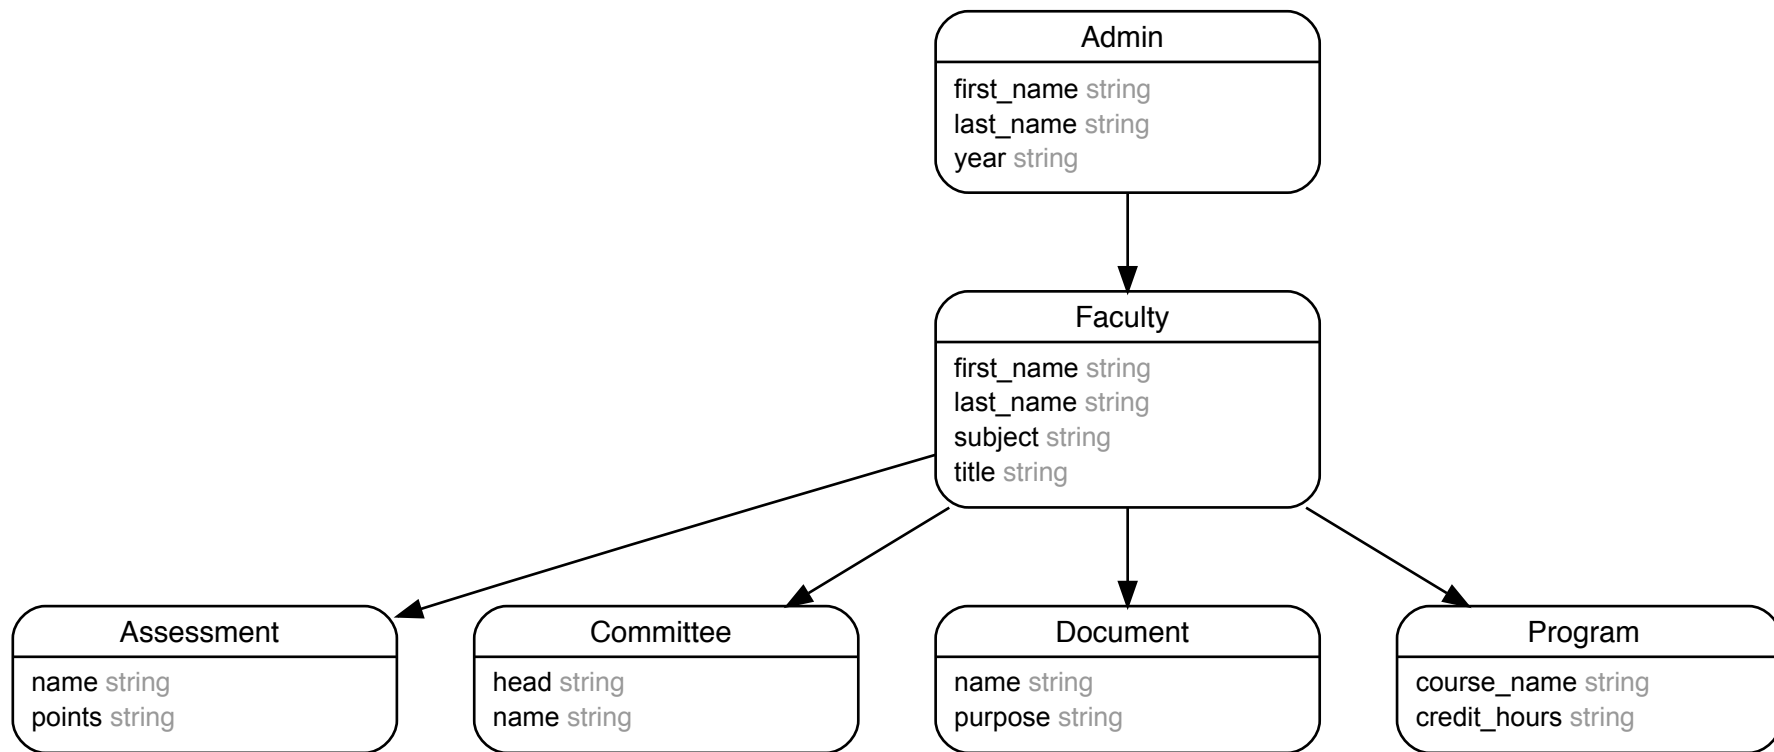 Admin
first_name string
last_name string
year string
Faculty
first_name string
last_name string
subject string
title string
Assessment
name string
points string
Committee
head string
name string
Document
name string
purpose string
Program
course_name string
credit_hours string